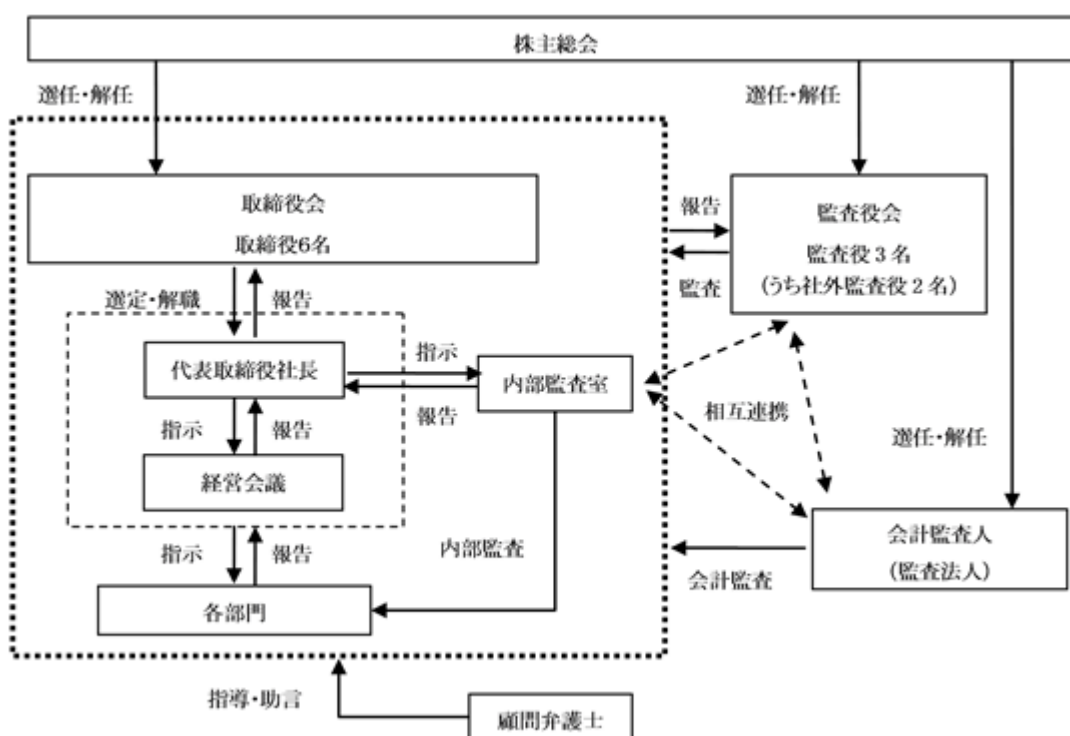 株主総会
選任・解任
選任・解任
取締役会
取締役6名
報告
監査役会
監査役３名
（うち社外監査役２名）
監査
選定・解職
報告
代表取締役社長
指示
内部監査室
報告
指示
報告
相互連携
選任・解任
経営会議
会計監査人
（監査法人）
指示
報告
内部監査
会計監査
各部門
指導・助言
顧問弁護士